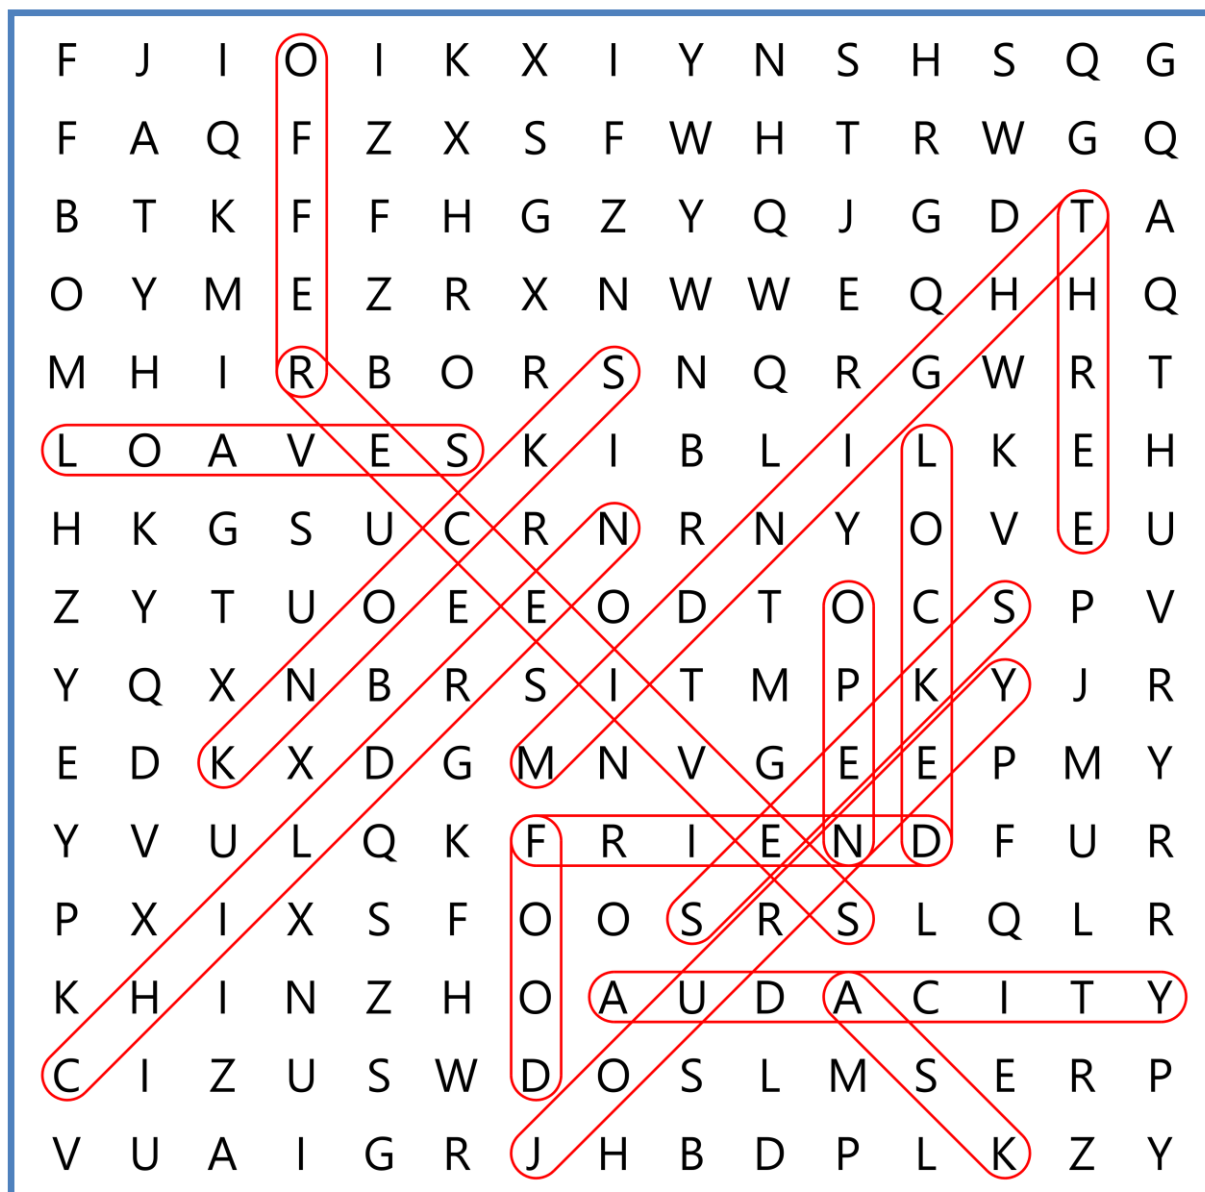 F J I O I K X I Y N S H S Q G
F A Q F Z X S F W H T R W G Q
B T K F F H G Z Y Q J G D T A
O Y M E Z R X N W W E Q H H Q
M H I R B O R S N Q R G W R T
L O A V E S K I B L I L K E H
H K G S U C R N R N Y O V E U
Z Y T U O E E O D T O C S P V
Y Q X N B R S I T M P K Y J R
E D K X D G M N V G E E P M Y
Y V U L Q K F R I E N D F U R
P X I X S F O O S R S L Q L R
K H I N Z H O A U D A C I T Y
C I Z U S W D O S L M S E R P
V U A I G R J H B D P L K Z Y